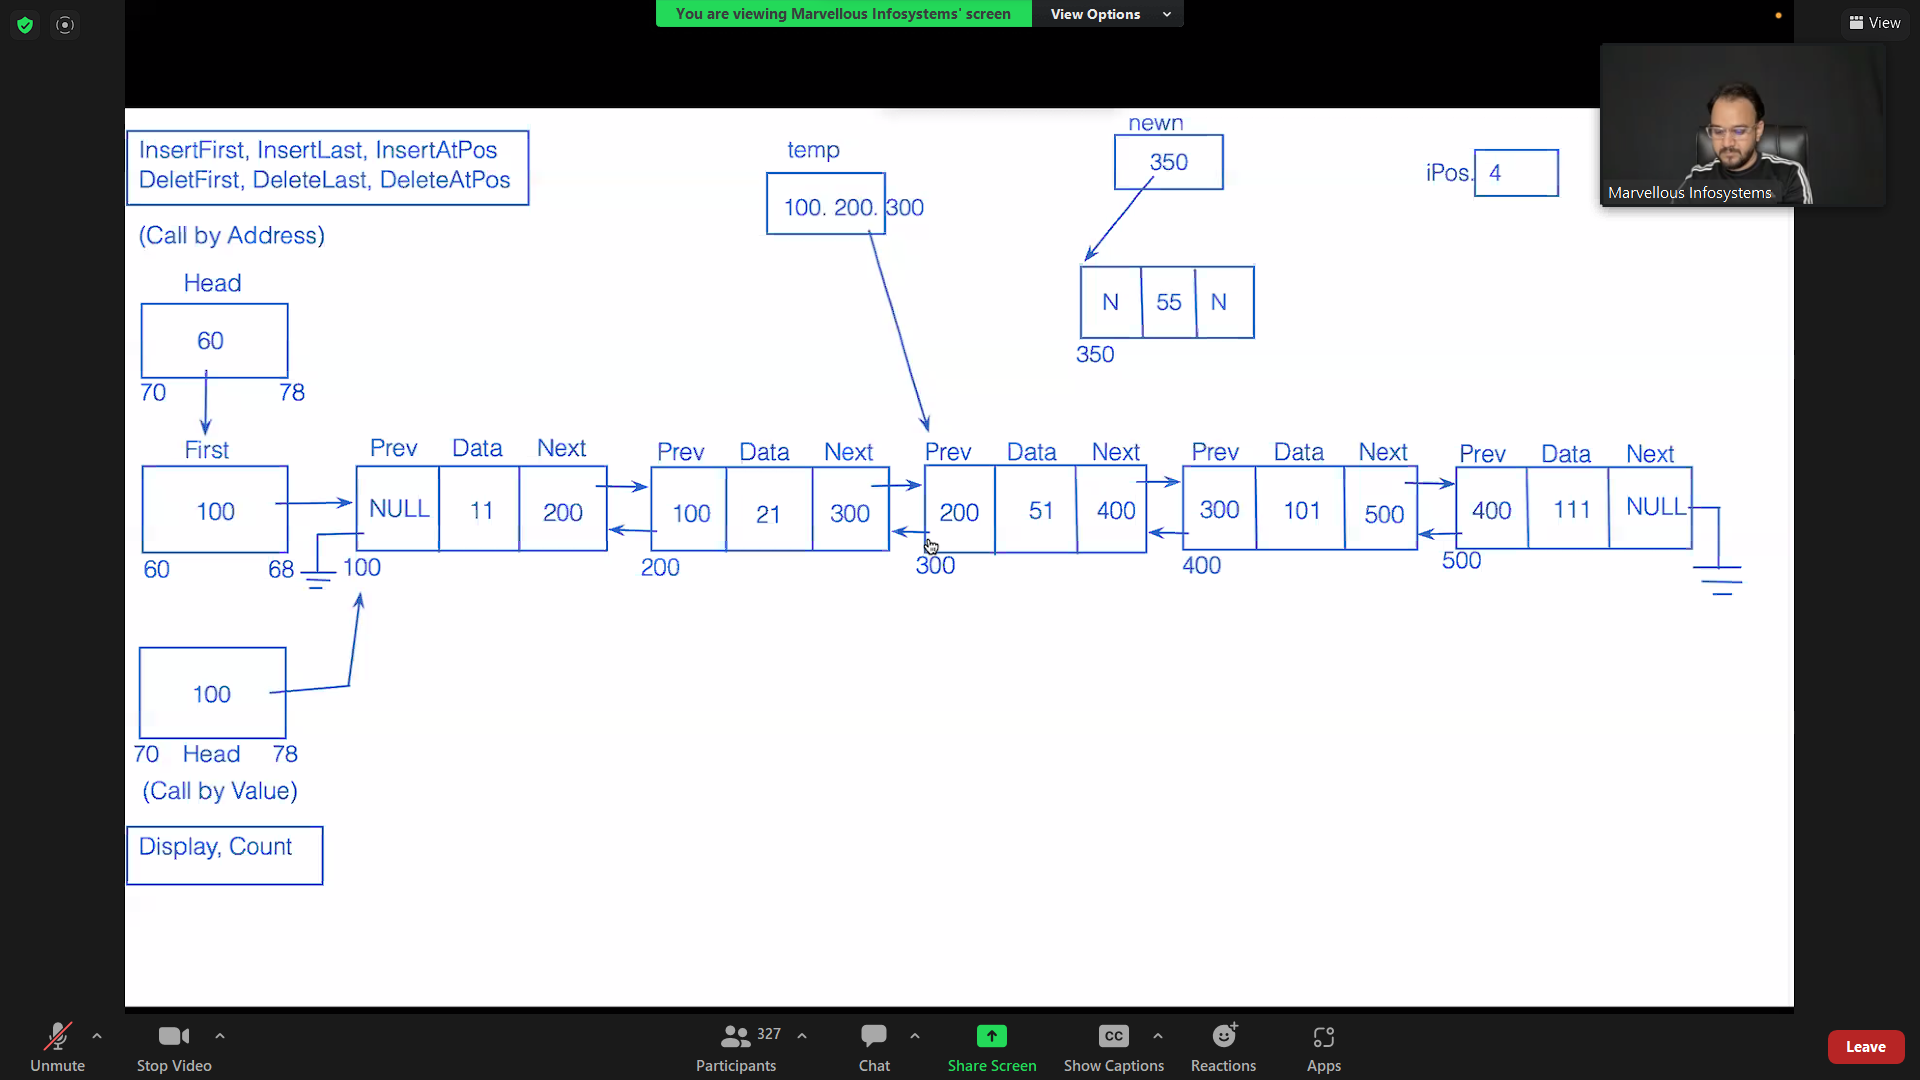 You are viewing Marvellous Infosystems' screen
View Options
View
Marvellous Infosystems
InsertFirst, InsertLast, InsertAtPos
DeletFirst, DeleteLast, DeleteAtPos
(Call by Address)
temp
100. 200. 300
newn
350
iPos. 4
N 55 N
350
Head
60
70 78
First
100
60 68
Prev Data Next
NULL 11 200
100
Prev Data Next
100 21 300
200
Prev Data Next
200 51 400
300
Prev Data Next
300 101 500
400
Prev Data Next
400 111 NULL
500
100
70 Head 78
(Call by Value)
Display, Count
Unmute
Stop Video
327
Participants
Chat
Share Screen
CC
Show Captions
Reactions
Apps
Leave